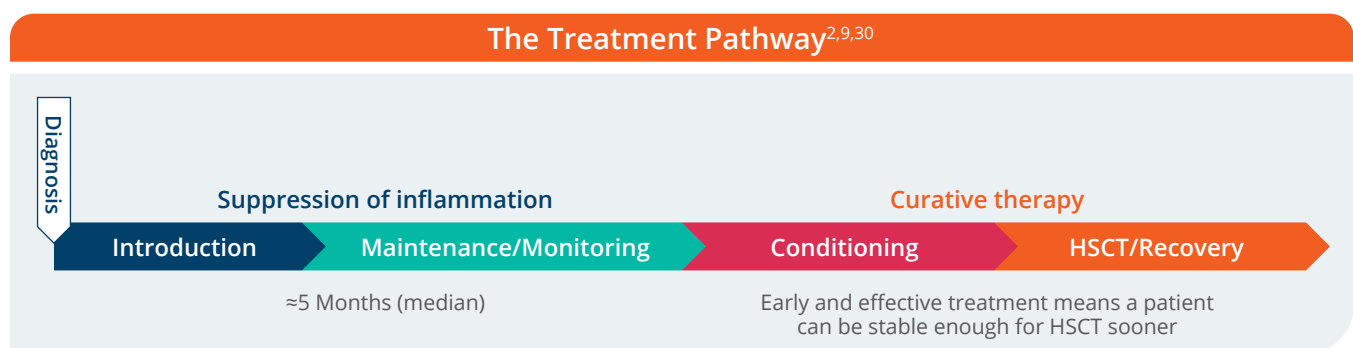 The Treatment Pathway2,9,30
Diagnosis
Suppression of inflammation
Curative therapy
Introduction
Maintenance/Monitoring
Conditioning
HSCT/Recovery
≈5 Months (median)
Early and effective treatment means a patient
can be stable enough for HSCT sooner